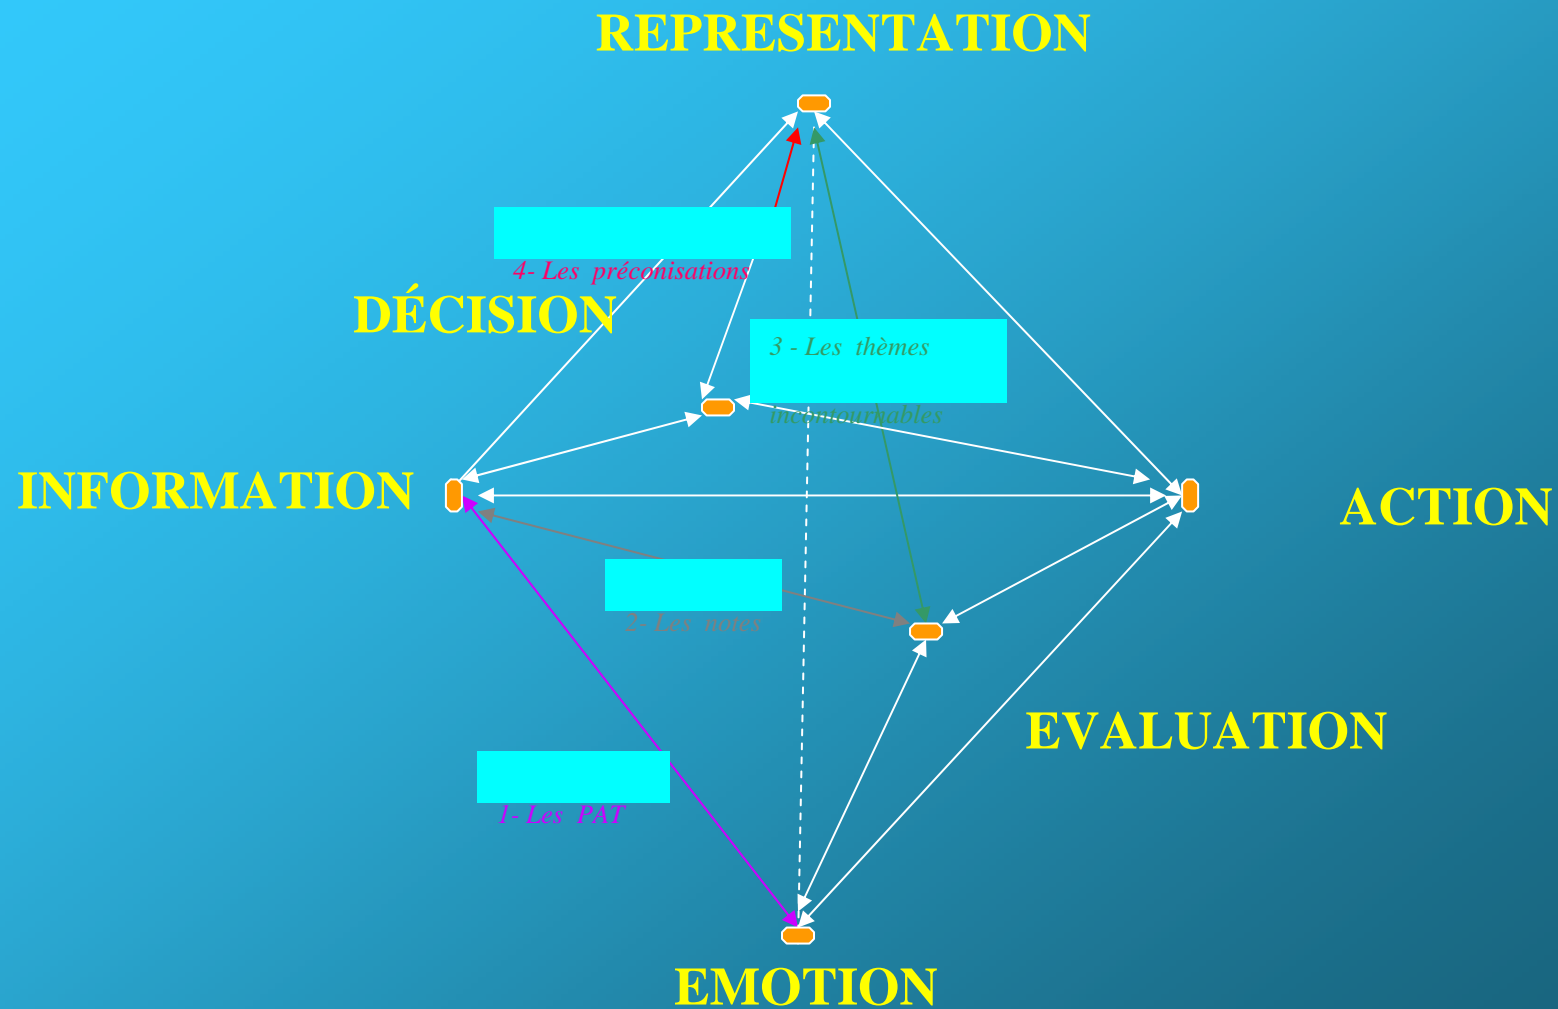 REPRESENTATION
4- Les préconisations
DÉCISION
3 - Les thèmes
incontournables
INFORMATION
ACTION
2- Les notes
EVALUATION
1- Les PAT
EMOTION